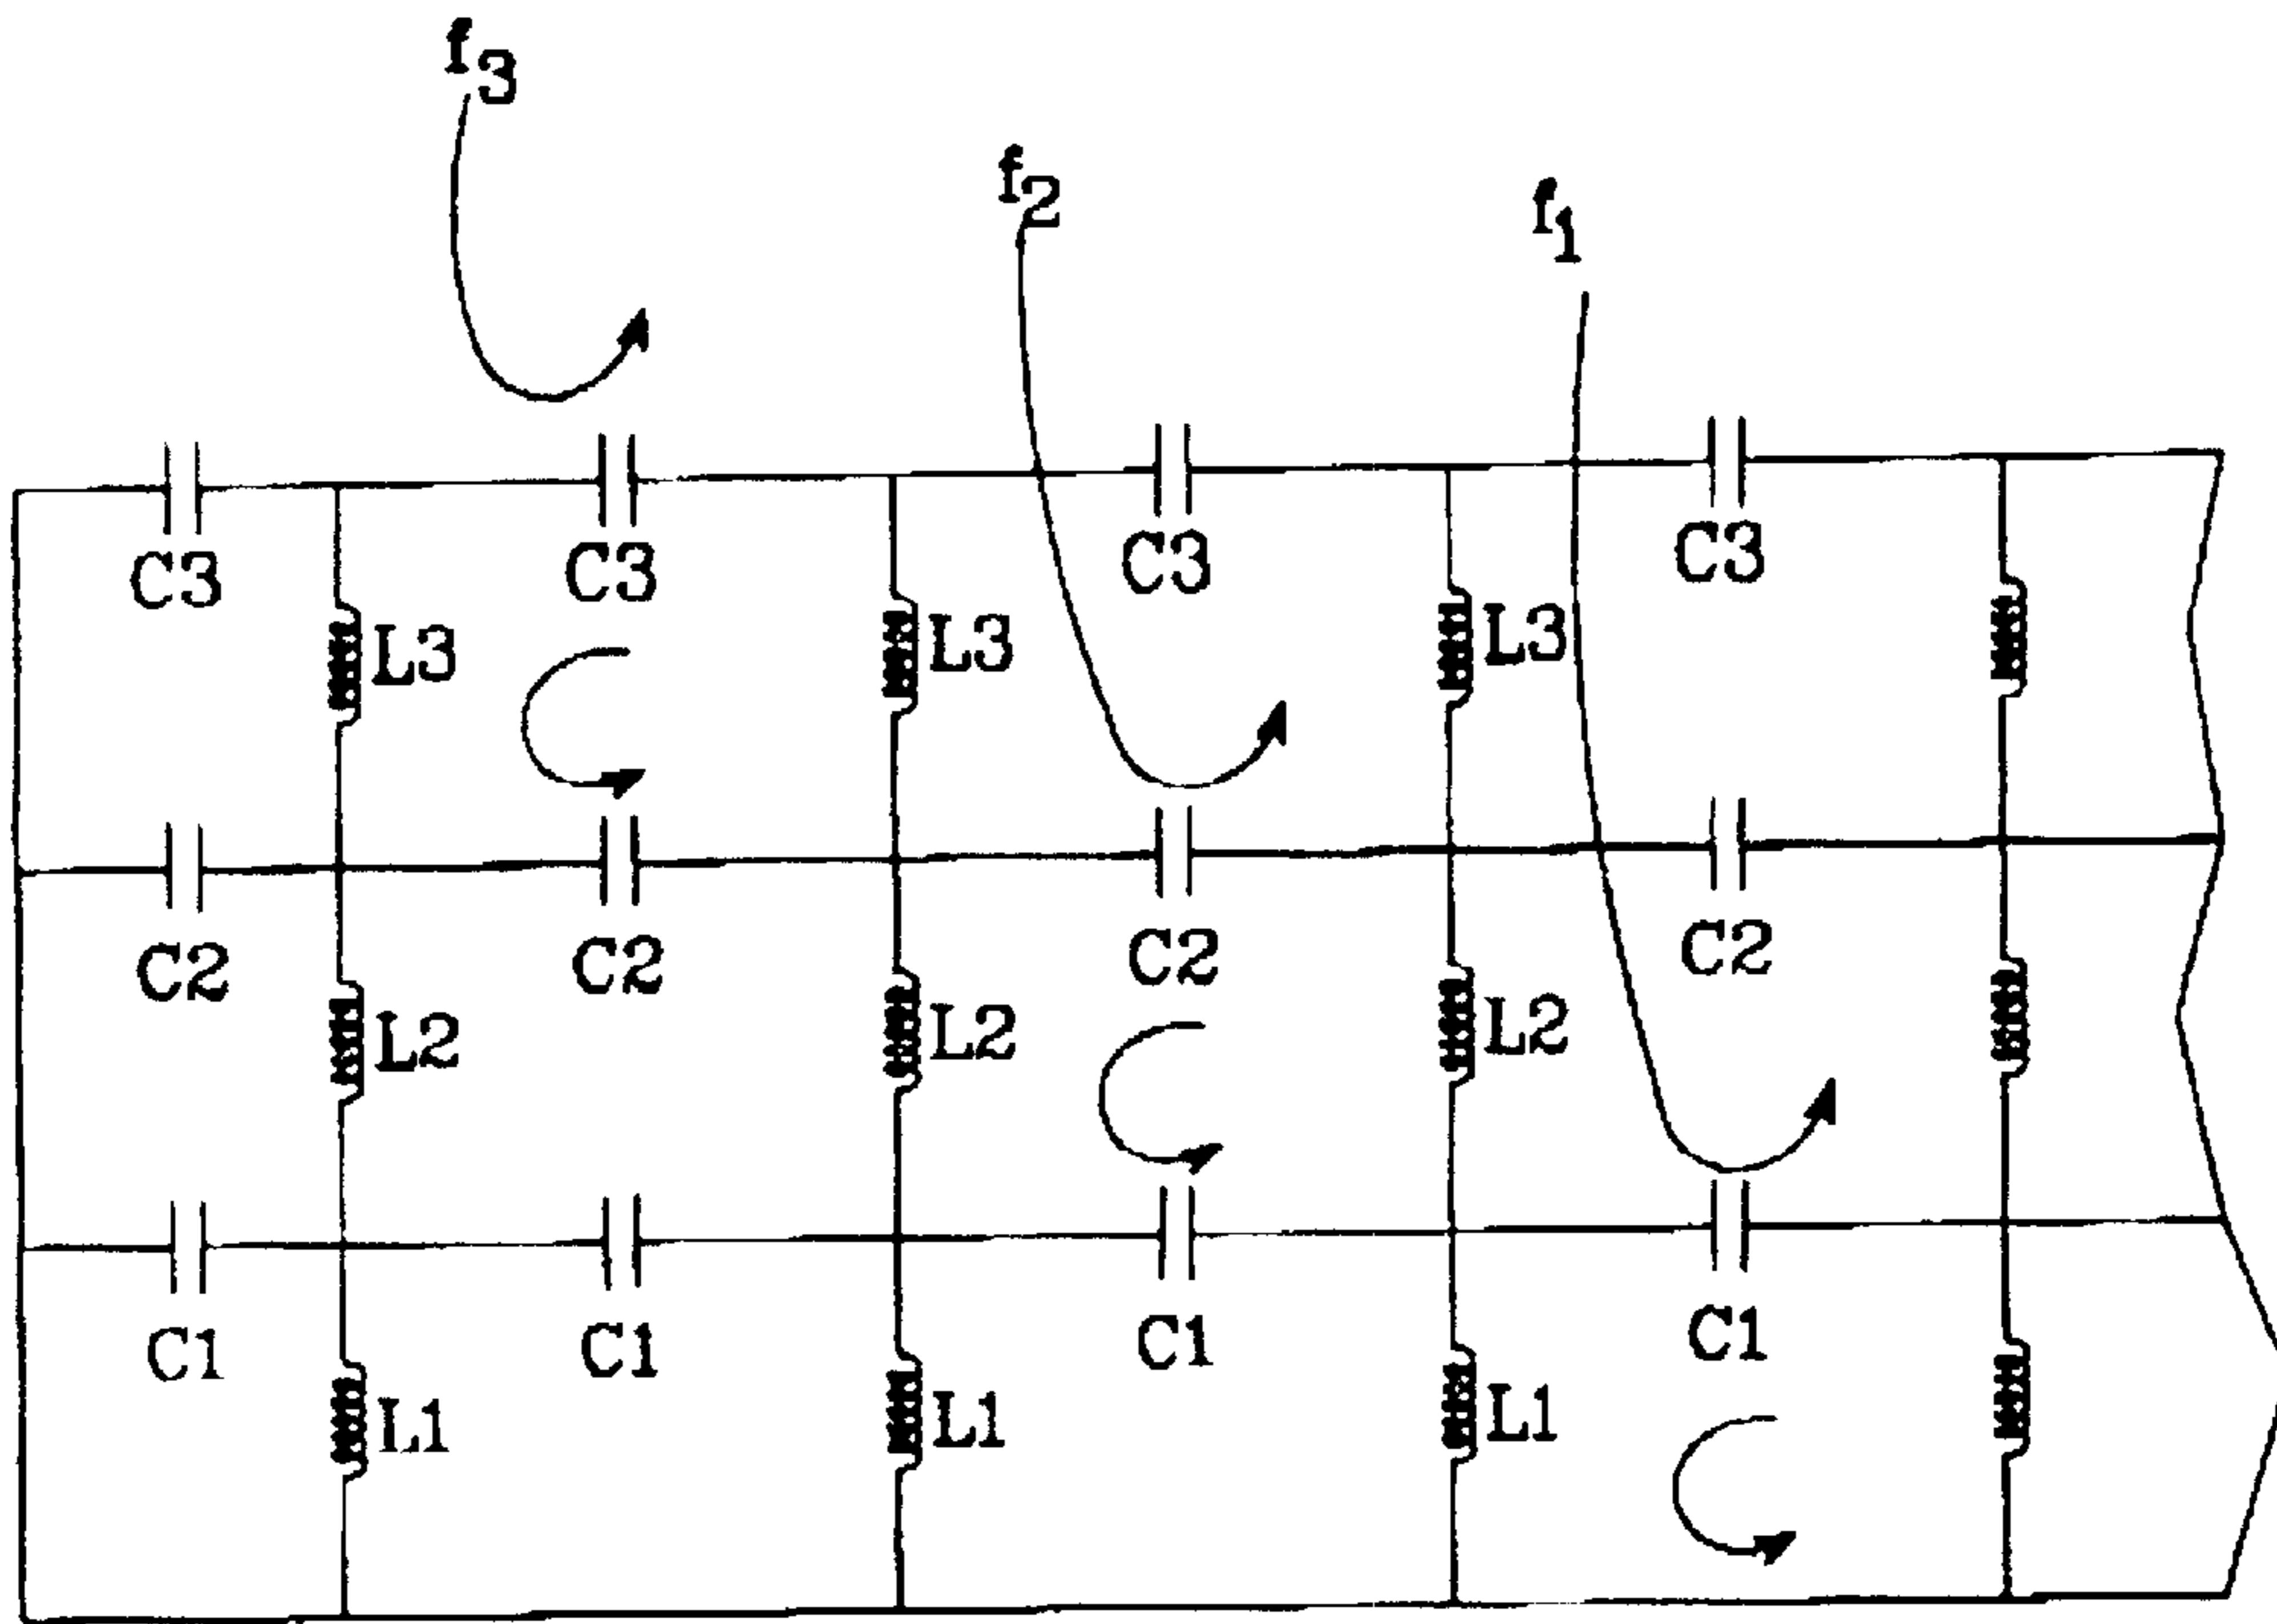 f3
f2
f1
C3 C3 C3 C3
L3 L3 L3
C2 C2 C2 C2
L2 L2 L2
C1 C1 C1 C1
L1 L1 L1